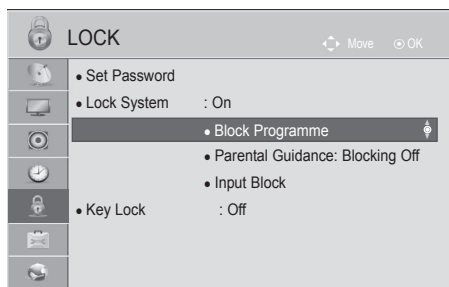 LOCK
Move OK
• Set Password
• Lock System : On
• Block Programme
• Parental Guidance: Blocking Off
• Input Block
• Key Lock : Off